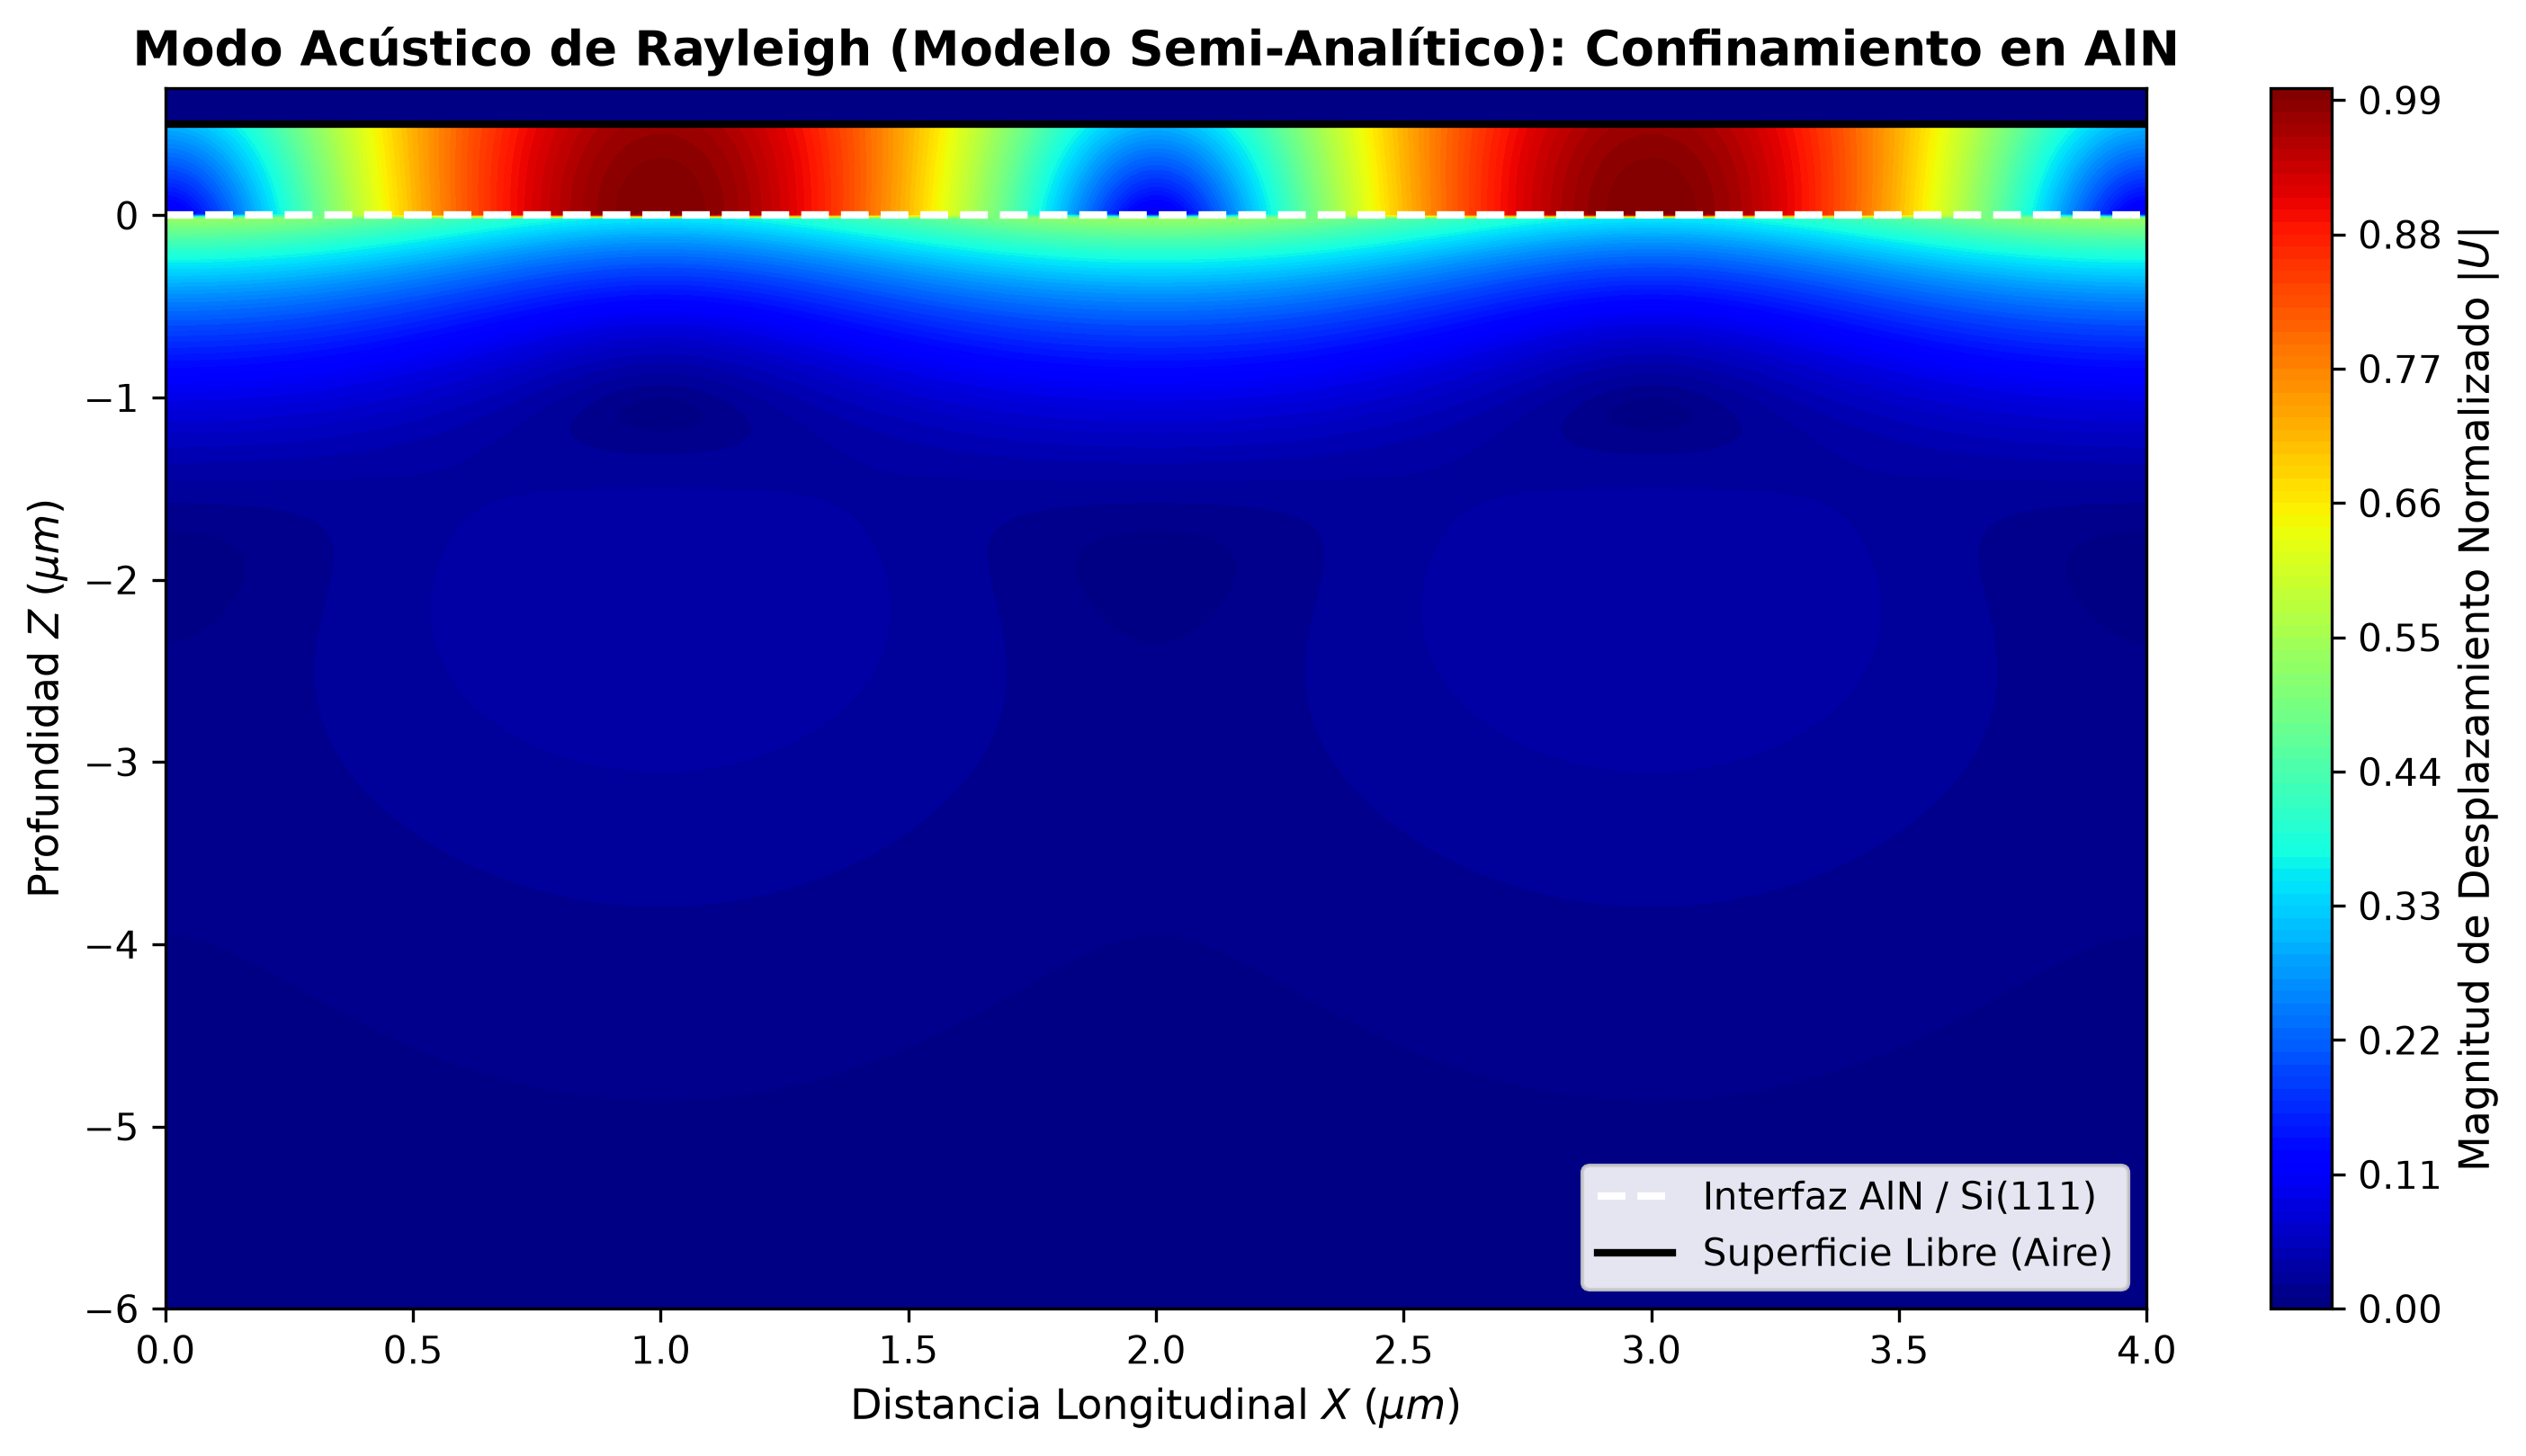 Modo Acústico de Rayleigh (Modelo Semi-Analítico): Confinamiento en AlN
0
−1
−2
−3
−4
−5
−6
Profundidad Z (μm)
0.0 0.5 1.0 1.5 2.0 2.5 3.0 3.5 4.0
Distancia Longitudinal X (μm)
Interfaz AlN / Si(111)
Superficie Libre (Aire)
0.99
0.88
0.77
0.66
0.55
0.44
0.33
0.22
0.11
0.00
Magnitud de Desplazamiento Normalizado |U|